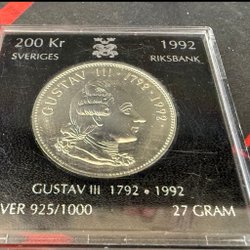 200 Kr 1992
SVERIGES RIKSBANK
GUSTAV III · 1792 · 1992
GUSTAV III 1792 • 1992
VER 925/1000 27 GRAM